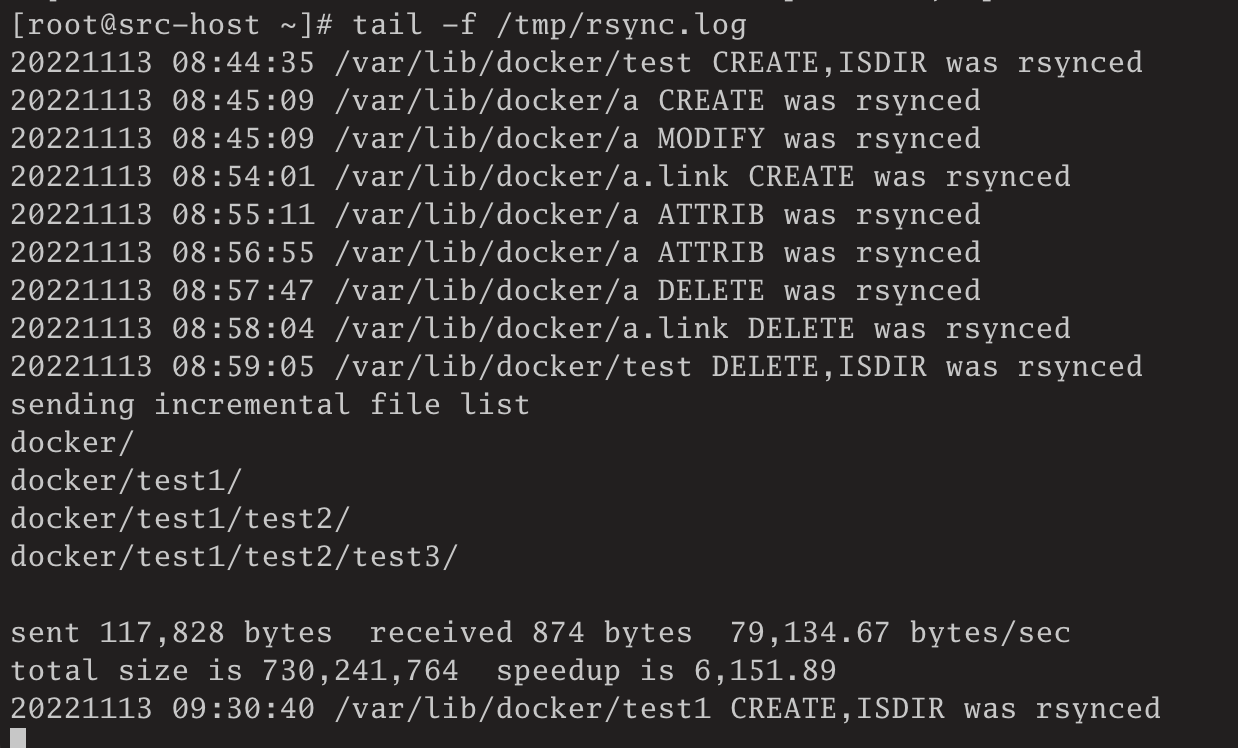 [root@src-host ~]# tail -f /tmp/rsync.log
20221113 08:44:35 /var/lib/docker/test CREATE,ISDIR was rsynced
20221113 08:45:09 /var/lib/docker/a CREATE was rsynced
20221113 08:45:09 /var/lib/docker/a MODIFY was rsynced
20221113 08:54:01 /var/lib/docker/a.link CREATE was rsynced
20221113 08:55:11 /var/lib/docker/a ATTRIB was rsynced
20221113 08:56:55 /var/lib/docker/a ATTRIB was rsynced
20221113 08:57:47 /var/lib/docker/a DELETE was rsynced
20221113 08:58:04 /var/lib/docker/a.link DELETE was rsynced
20221113 08:59:05 /var/lib/docker/test DELETE,ISDIR was rsynced
sending incremental file list
docker/
docker/test1/
docker/test1/test2/
docker/test1/test2/test3/
sent 117,828 bytes  received 874 bytes  79,134.67 bytes/sec
total size is 730,241,764  speedup is 6,151.89
20221113 09:30:40 /var/lib/docker/test1 CREATE,ISDIR was rsynced